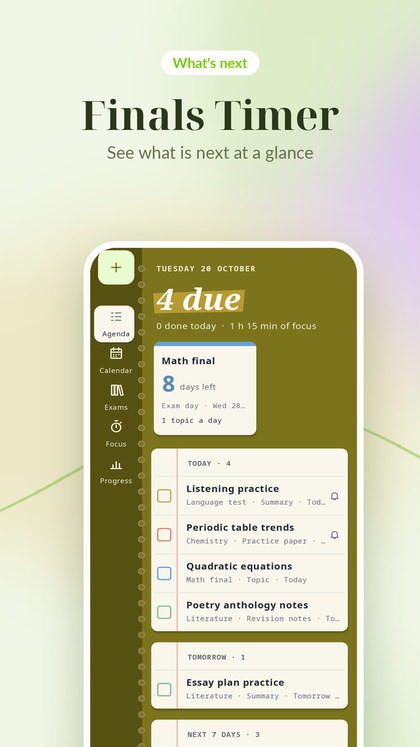 What's next
Finals Timer
See what is next at a glance
TUESDAY 20 OCTOBER
4 due
0 done today · 1 h 15 min of focus
Agenda
Calendar
Exams
Focus
Progress
Math final
8 days left
Exam day · Wed 28…
1 topic a day
TODAY · 4
Listening practice
Language test · Summary · Tod…
Periodic table trends
Chemistry · Practice paper · …
Quadratic equations
Math final · Topic · Today
Poetry anthology notes
Literature · Revision notes · To…
TOMORROW · 1
Essay plan practice
Literature · Summary · Tomorrow …
NEXT 7 DAYS · 3